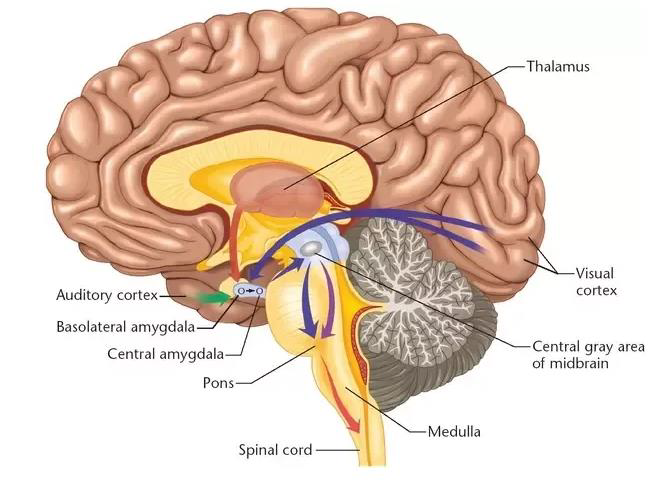 Thalamus
Visual
cortex
Auditory cortex
Basolateral amygdala
Central amygdala
Central gray area
of midbrain
Pons
Medulla
Spinal cord